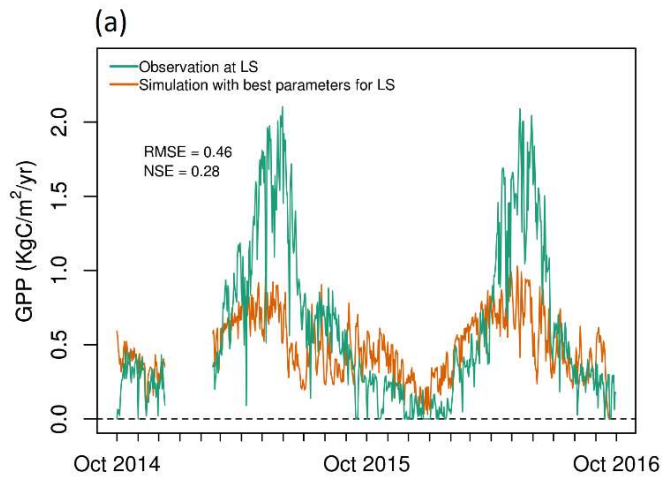 (a)
Observation at LS
Simulation with best parameters for LS
RMSE = 0.46
NSE = 0.28
GPP (KgC/m²/yr)
2.0
1.5
1.0
0.5
0.0
Oct 2014 Oct 2015 Oct 2016